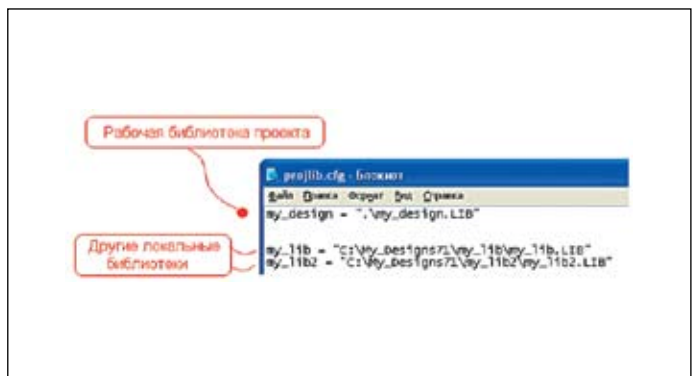 Рабочая библиотека проекта
projlib.cfg - Блокнот
Файл Правка Формат Вид Справка
my_design = ".\my_design.LIB"
Другие локальные
библиотеки
my_lib = "C:\My_Designs71\my_lib\my_lib.LIB"
my_lib2 = "C:\My_Designs71\my_lib2\my_lib2.LIB"